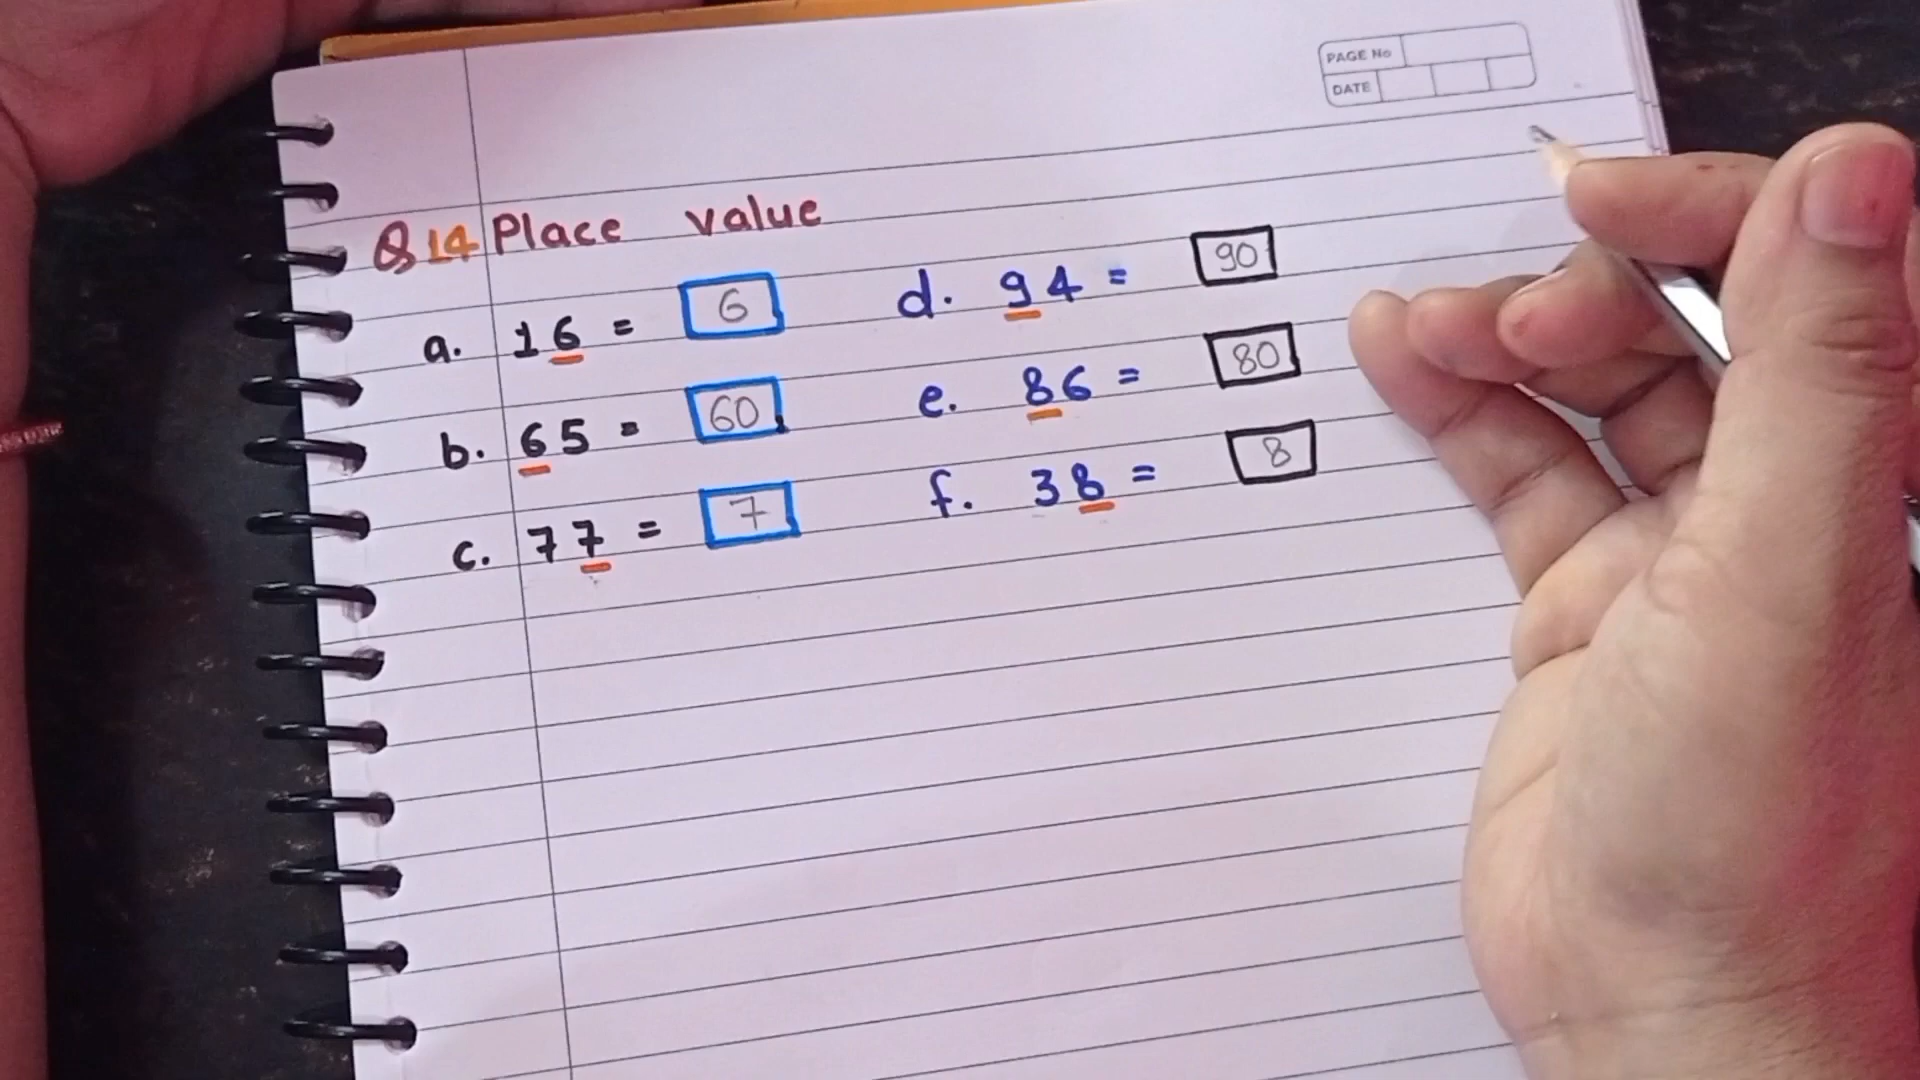 PAGE No
DATE
Q14 Place value
a. 16 = 6
b. 65 = 60
c. 77 = 7
d. 94 = 90
e. 86 = 80
f. 38 = 8